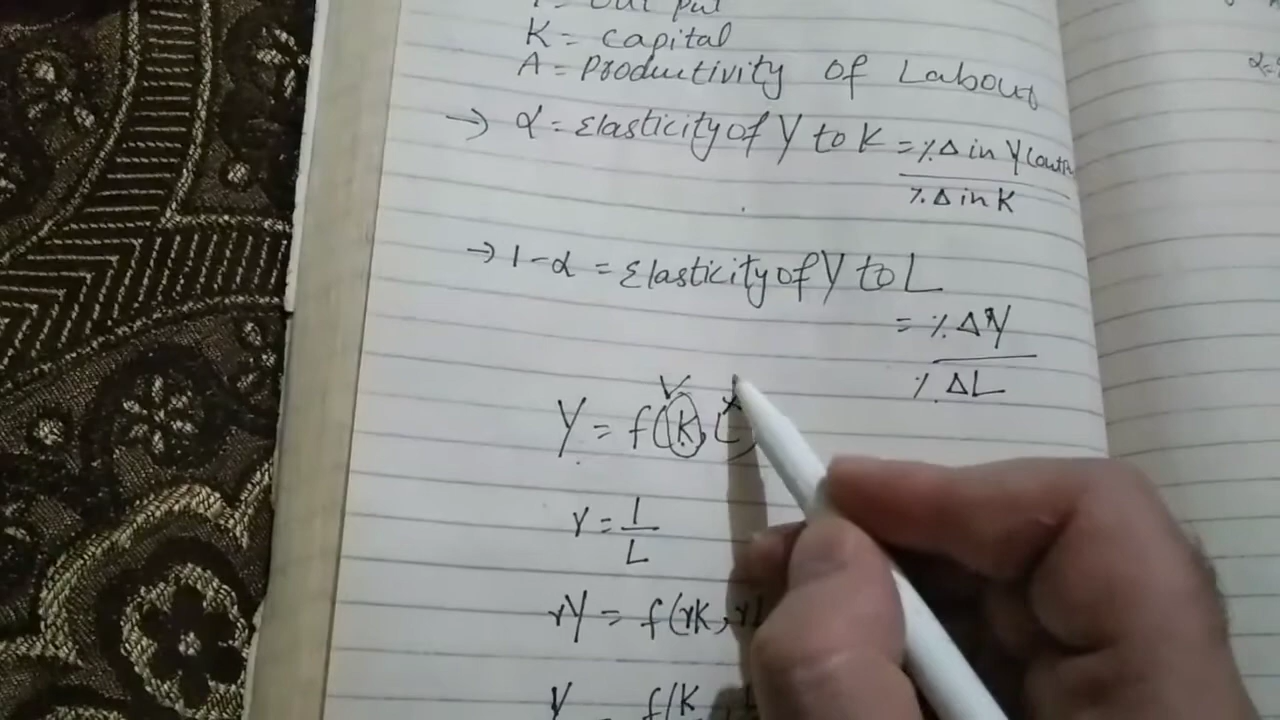 K = capital
A = Productivity of Labour
→ α = Elasticity of Y to K = %Δ in Y
%Δ in K
→ 1-α = Elasticity of Y to L
= %ΔY
% ΔL
Y = f(K, L)
r = 1
L
rY = f(rK, r
Y = f(K